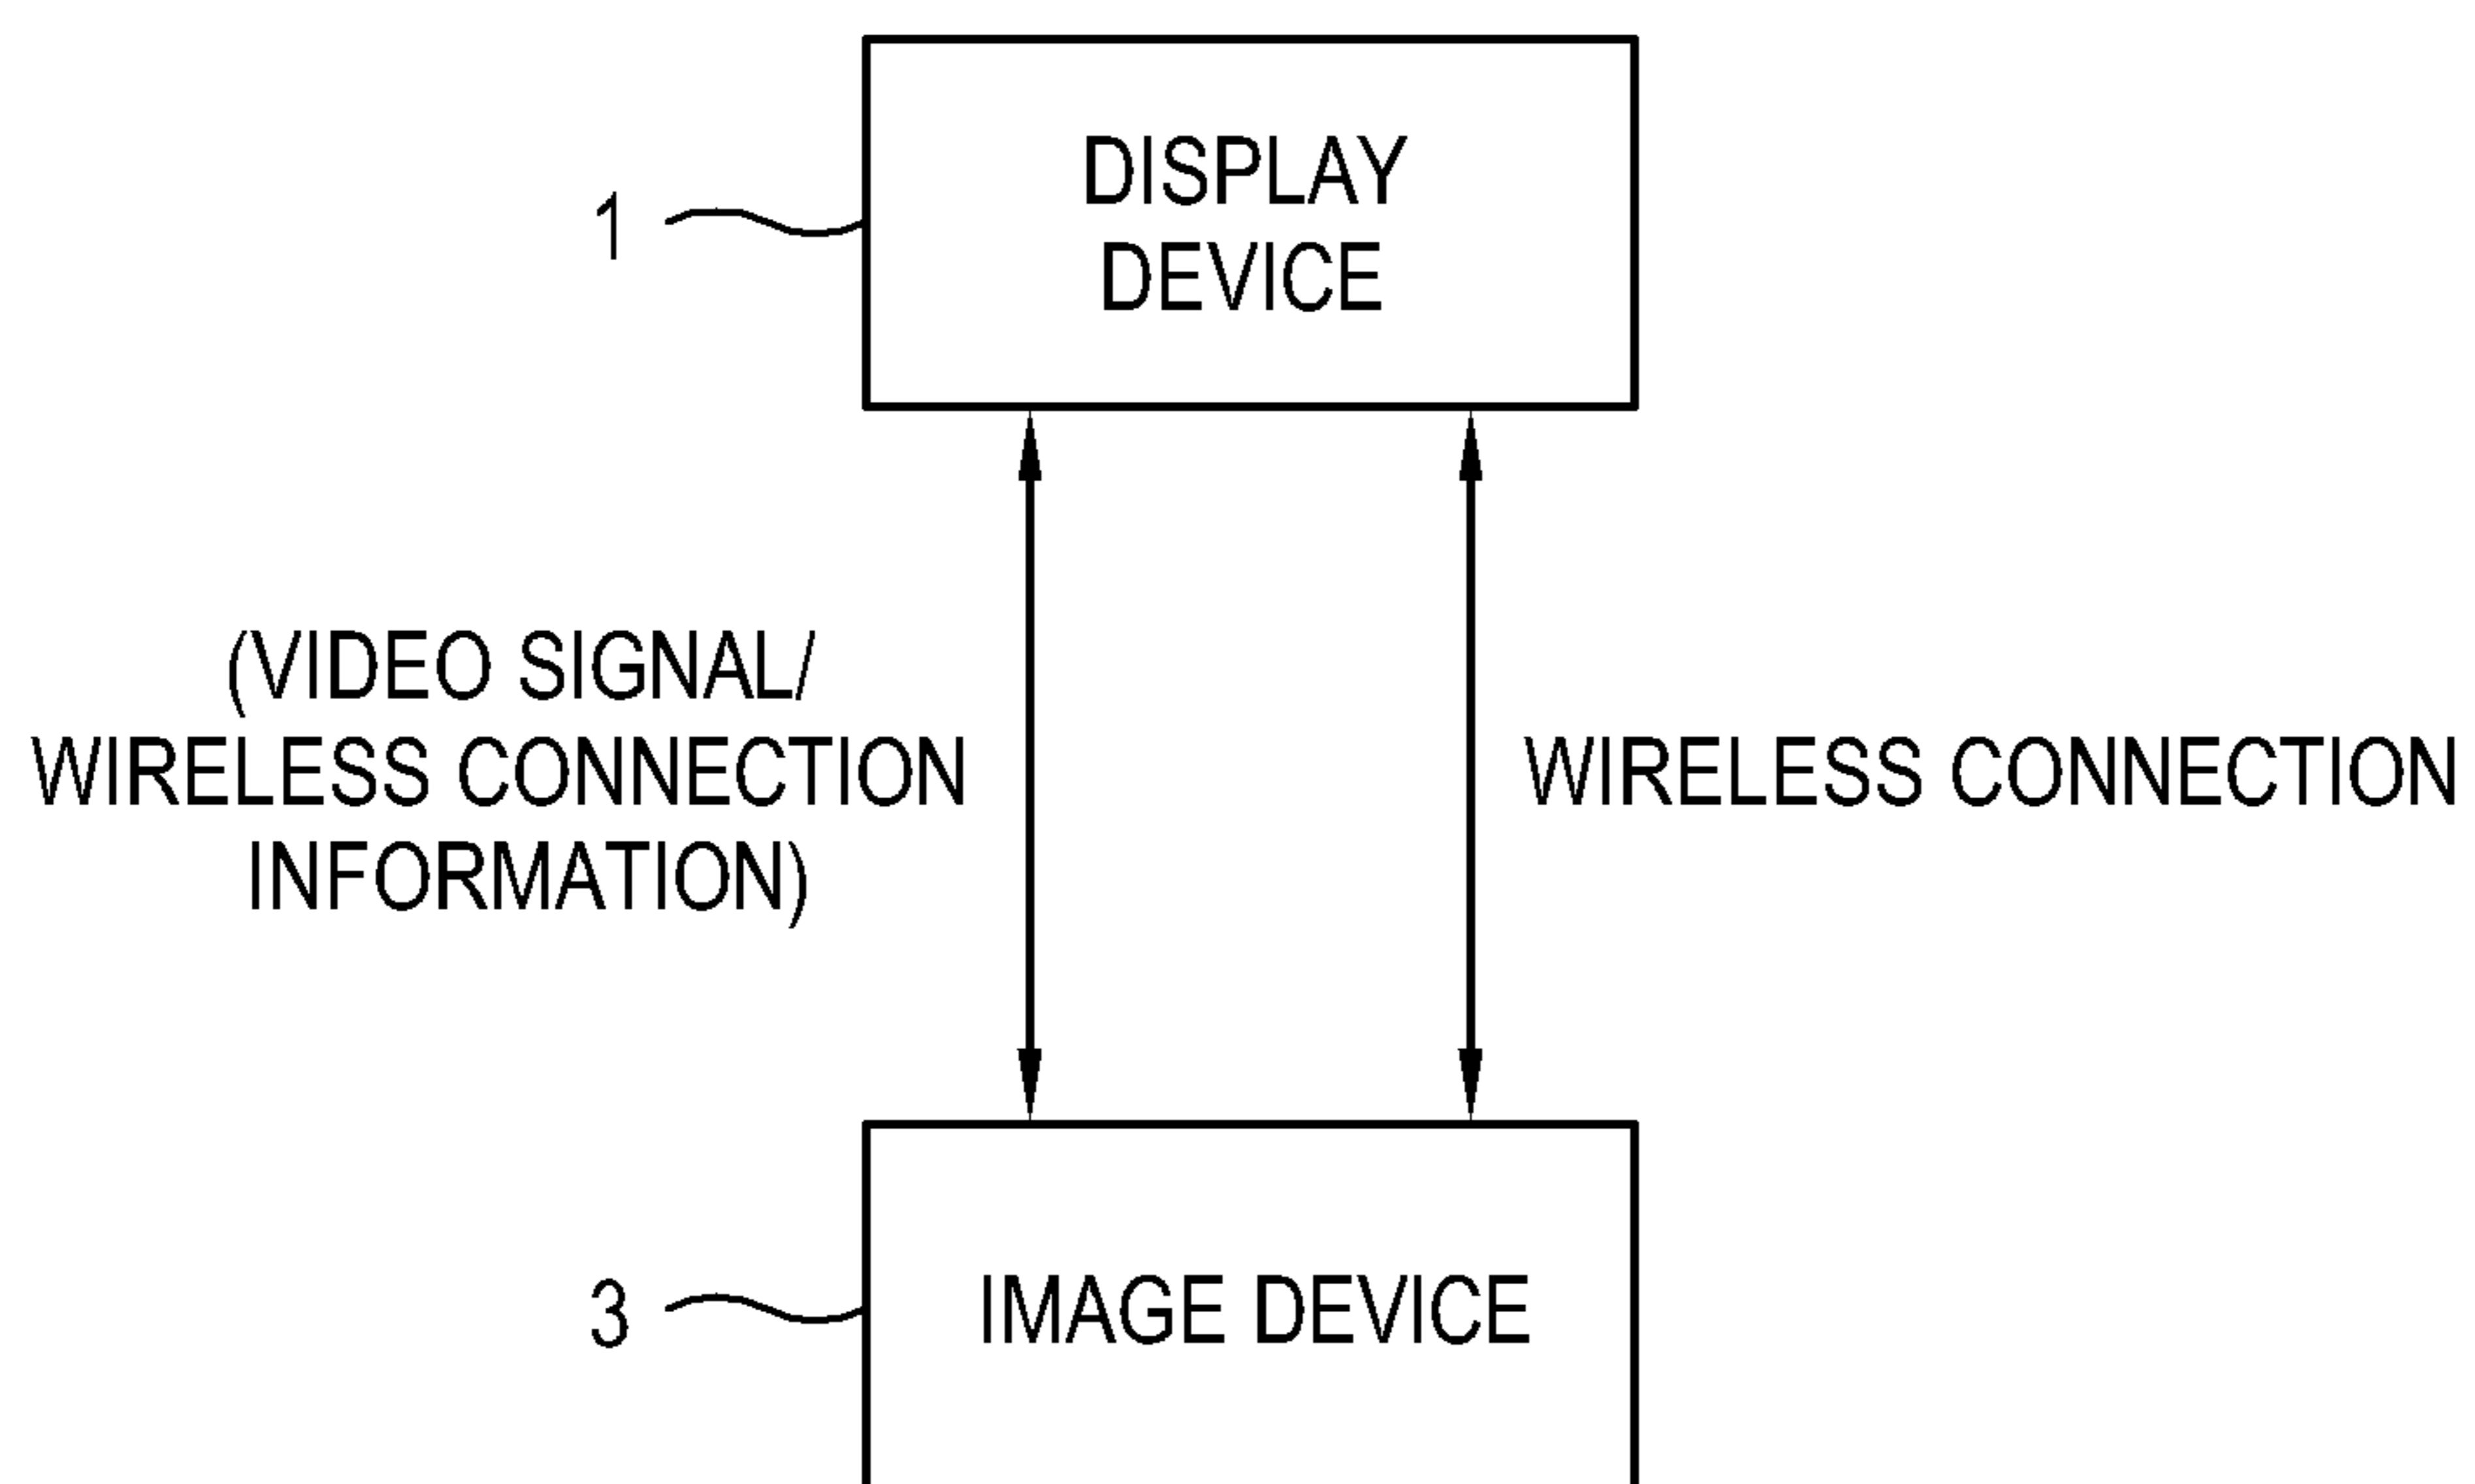 DISPLAY
DEVICE
1
(VIDEO SIGNAL/
WIRELESS CONNECTION
INFORMATION)
WIRELESS CONNECTION
3
IMAGE DEVICE